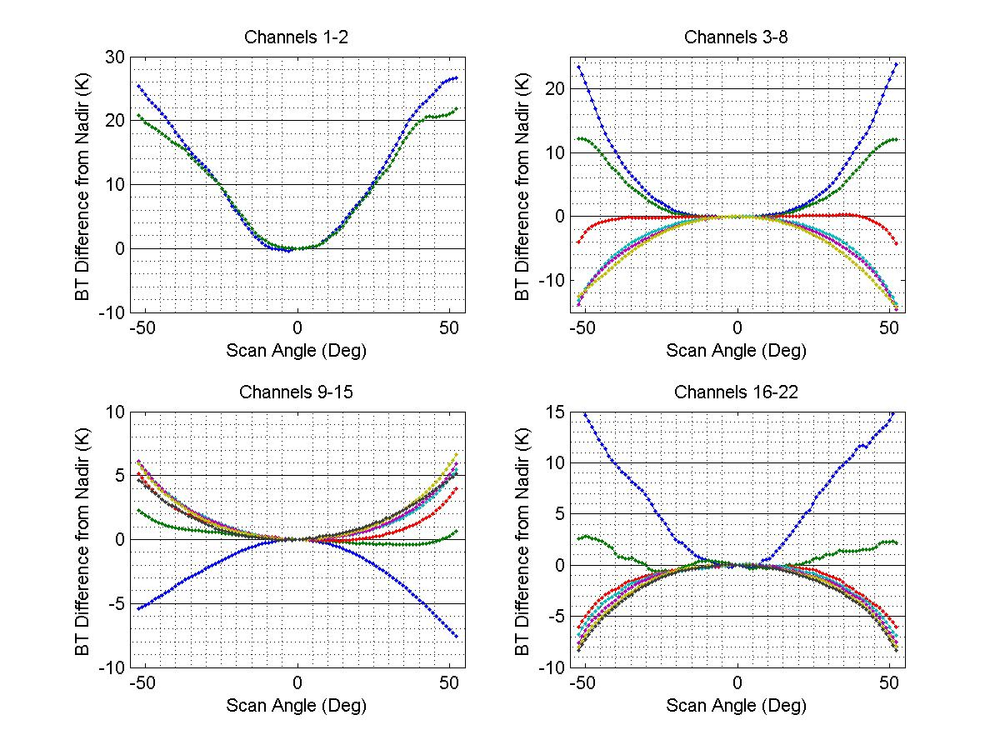 Channels 1-2
BT Difference from Nadir (K)
30
20
10
0
-10
-50
0
50
Scan Angle (Deg)
Channels 3-8
BT Difference from Nadir (K)
20
10
0
-10
-50
0
50
Scan Angle (Deg)
Channels 9-15
BT Difference from Nadir (K)
10
5
0
-5
-10
-50
0
50
Scan Angle (Deg)
Channels 16-22
BT Difference from Nadir (K)
15
10
5
0
-5
-10
-50
0
50
Scan Angle (Deg)